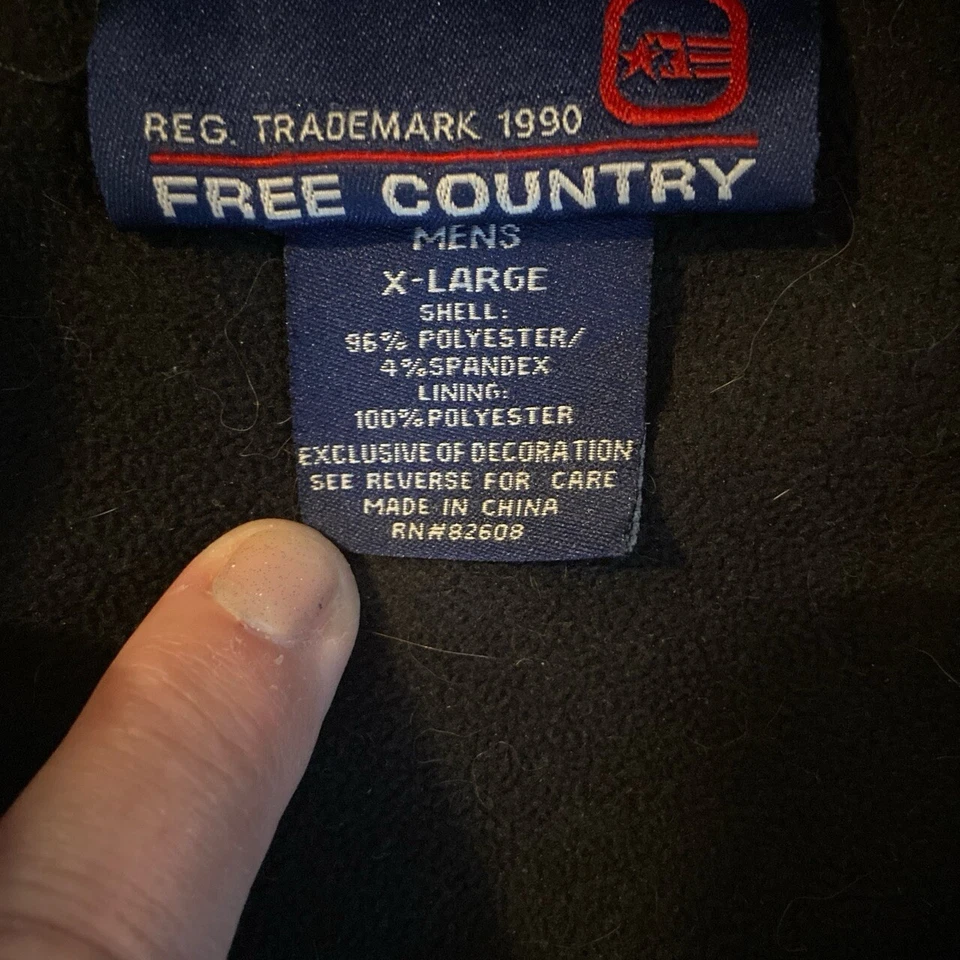 REG. TRADEMARK 1990
FREE COUNTRY
MENS
X-LARGE
SHELL:
96% POLYESTER/
4%SPANDEX
LINING:
100%POLYESTER
EXCLUSIVE OF DECORATION
SEE REVERSE FOR CARE
MADE IN CHINA
RN#82608